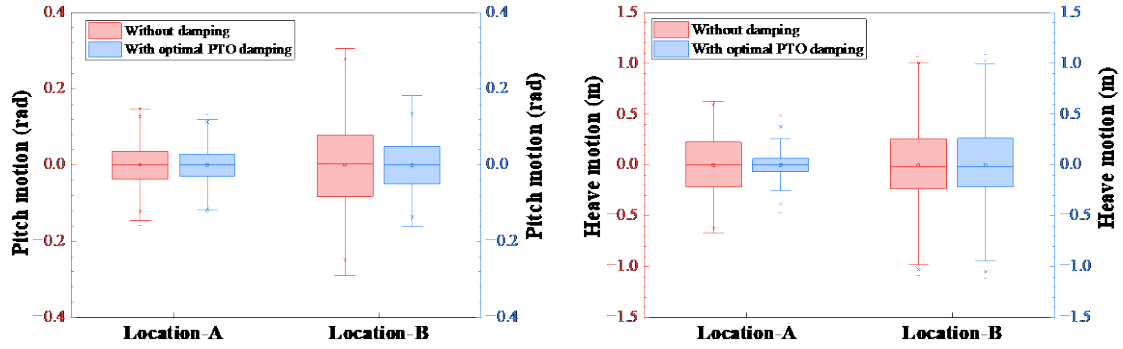 0.4
0.2
0.0
−0.2
−0.4
Pitch motion (rad)
Without damping
With optimal PTO damping
0.4
0.2
0.0
−0.2
−0.4
Pitch motion (rad)
Location-A
Location-B
1.5
1.0
0.5
0.0
−0.5
−1.0
−1.5
Heave motion (m)
Without damping
With optimal PTO damping
1.5
1.0
0.5
0.0
−0.5
−1.0
−1.5
Heave motion (m)
Location-A
Location-B